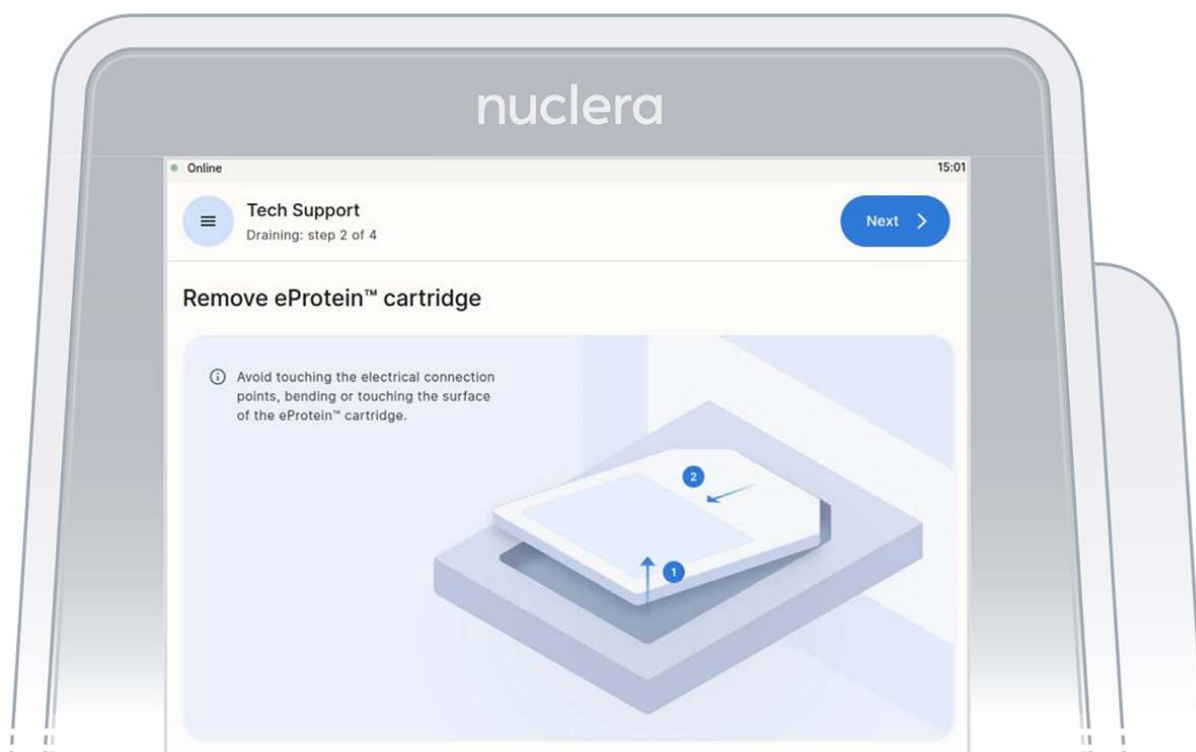 nuclera
Online
15:01
Tech Support
Draining: step 2 of 4
Next
Remove eProtein™ cartridge
Avoid touching the electrical connection
points, bending or touching the surface
of the eProtein™ cartridge.
2
1